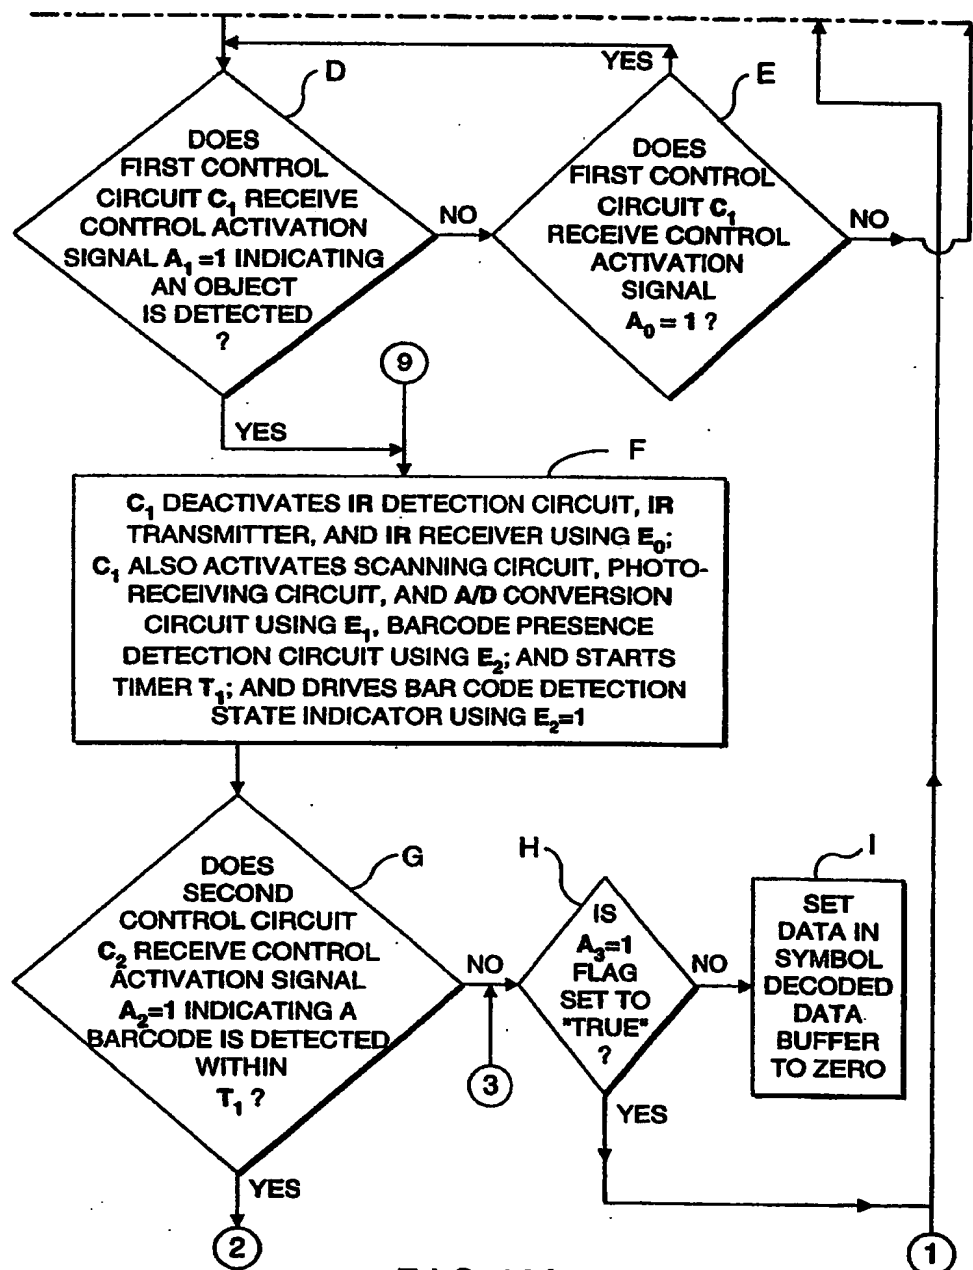 YES
D
E
DOES
FIRST CONTROL
CIRCUIT C₁ RECEIVE
CONTROL ACTIVATION
SIGNAL A₁ =1 INDICATING
AN OBJECT
IS DETECTED
?
NO
DOES
FIRST CONTROL
CIRCUIT C₁
RECEIVE CONTROL
ACTIVATION
SIGNAL
A₀ = 1 ?
NO
9
YES
F
C₁ DEACTIVATES IR DETECTION CIRCUIT, IR
TRANSMITTER, AND IR RECEIVER USING E₀;
C₁ ALSO ACTIVATES SCANNING CIRCUIT, PHOTO-
RECEIVING CIRCUIT, AND A/D CONVERSION
CIRCUIT USING E₁, BARCODE PRESENCE
DETECTION CIRCUIT USING E₂; AND STARTS
TIMER T₁; AND DRIVES BAR CODE DETECTION
STATE INDICATOR USING E₂=1
G
DOES
SECOND
CONTROL CIRCUIT
C₂ RECEIVE CONTROL
ACTIVATION SIGNAL
A₂=1 INDICATING A
BARCODE IS DETECTED
WITHIN
T₁ ?
NO
3
H
IS
A₃=1
FLAG
SET TO
"TRUE"
?
NO
I
SET
DATA IN
SYMBOL
DECODED
DATA
BUFFER
TO ZERO
YES
YES
2
1